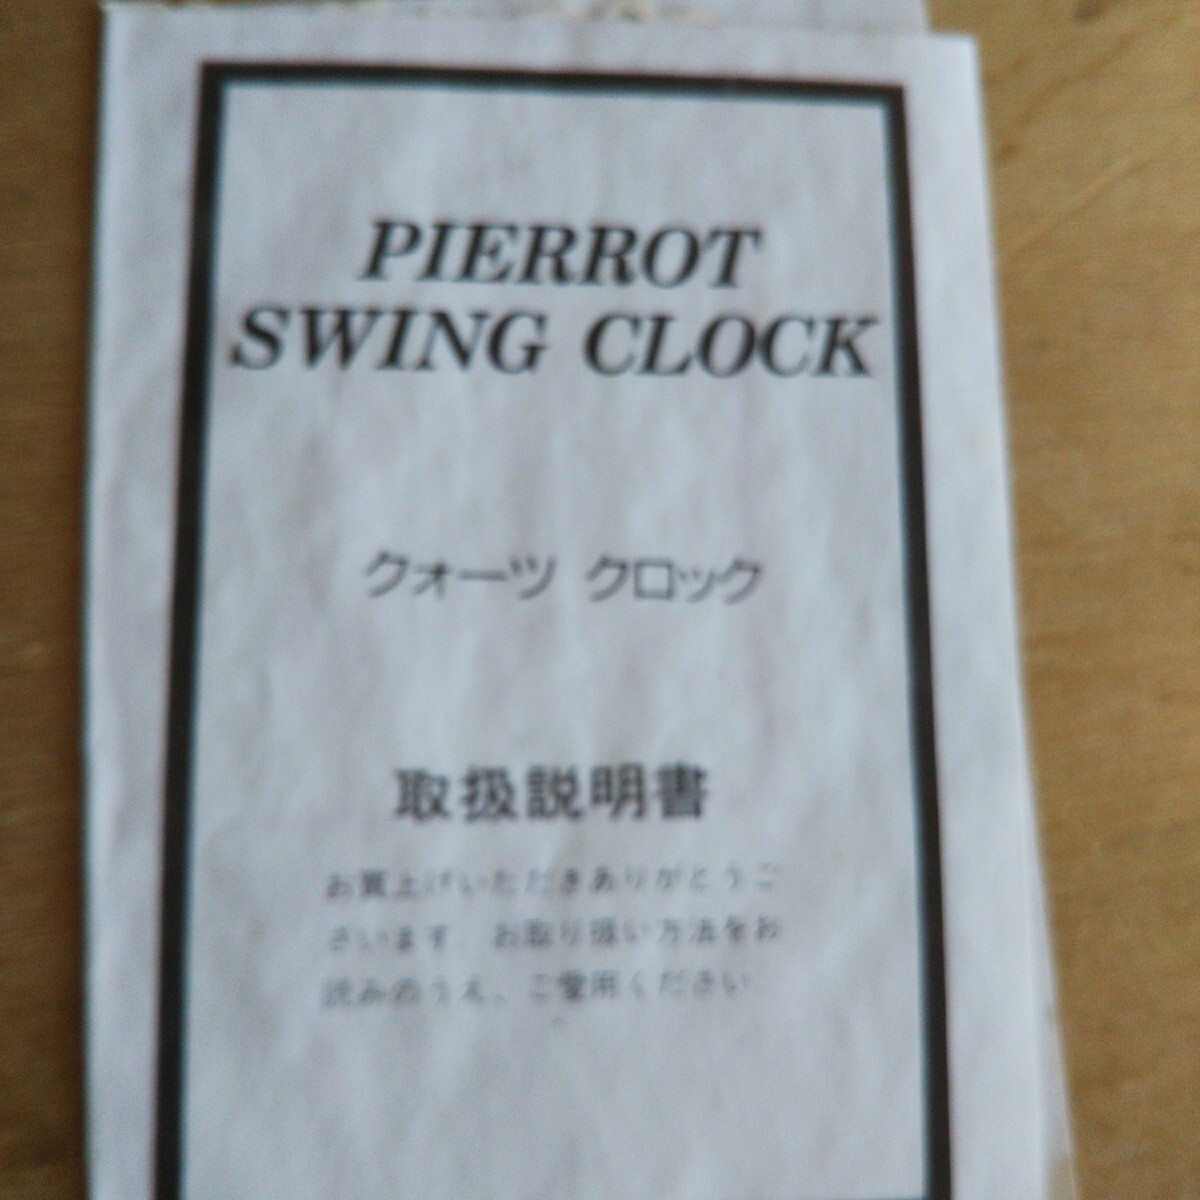 PIERROT
SWING CLOCK
クォーツ クロック
取扱説明書
お買上げいただきありがとうご
ざいます。お取り扱い方法をお
読みのうえ、ご愛用ください。